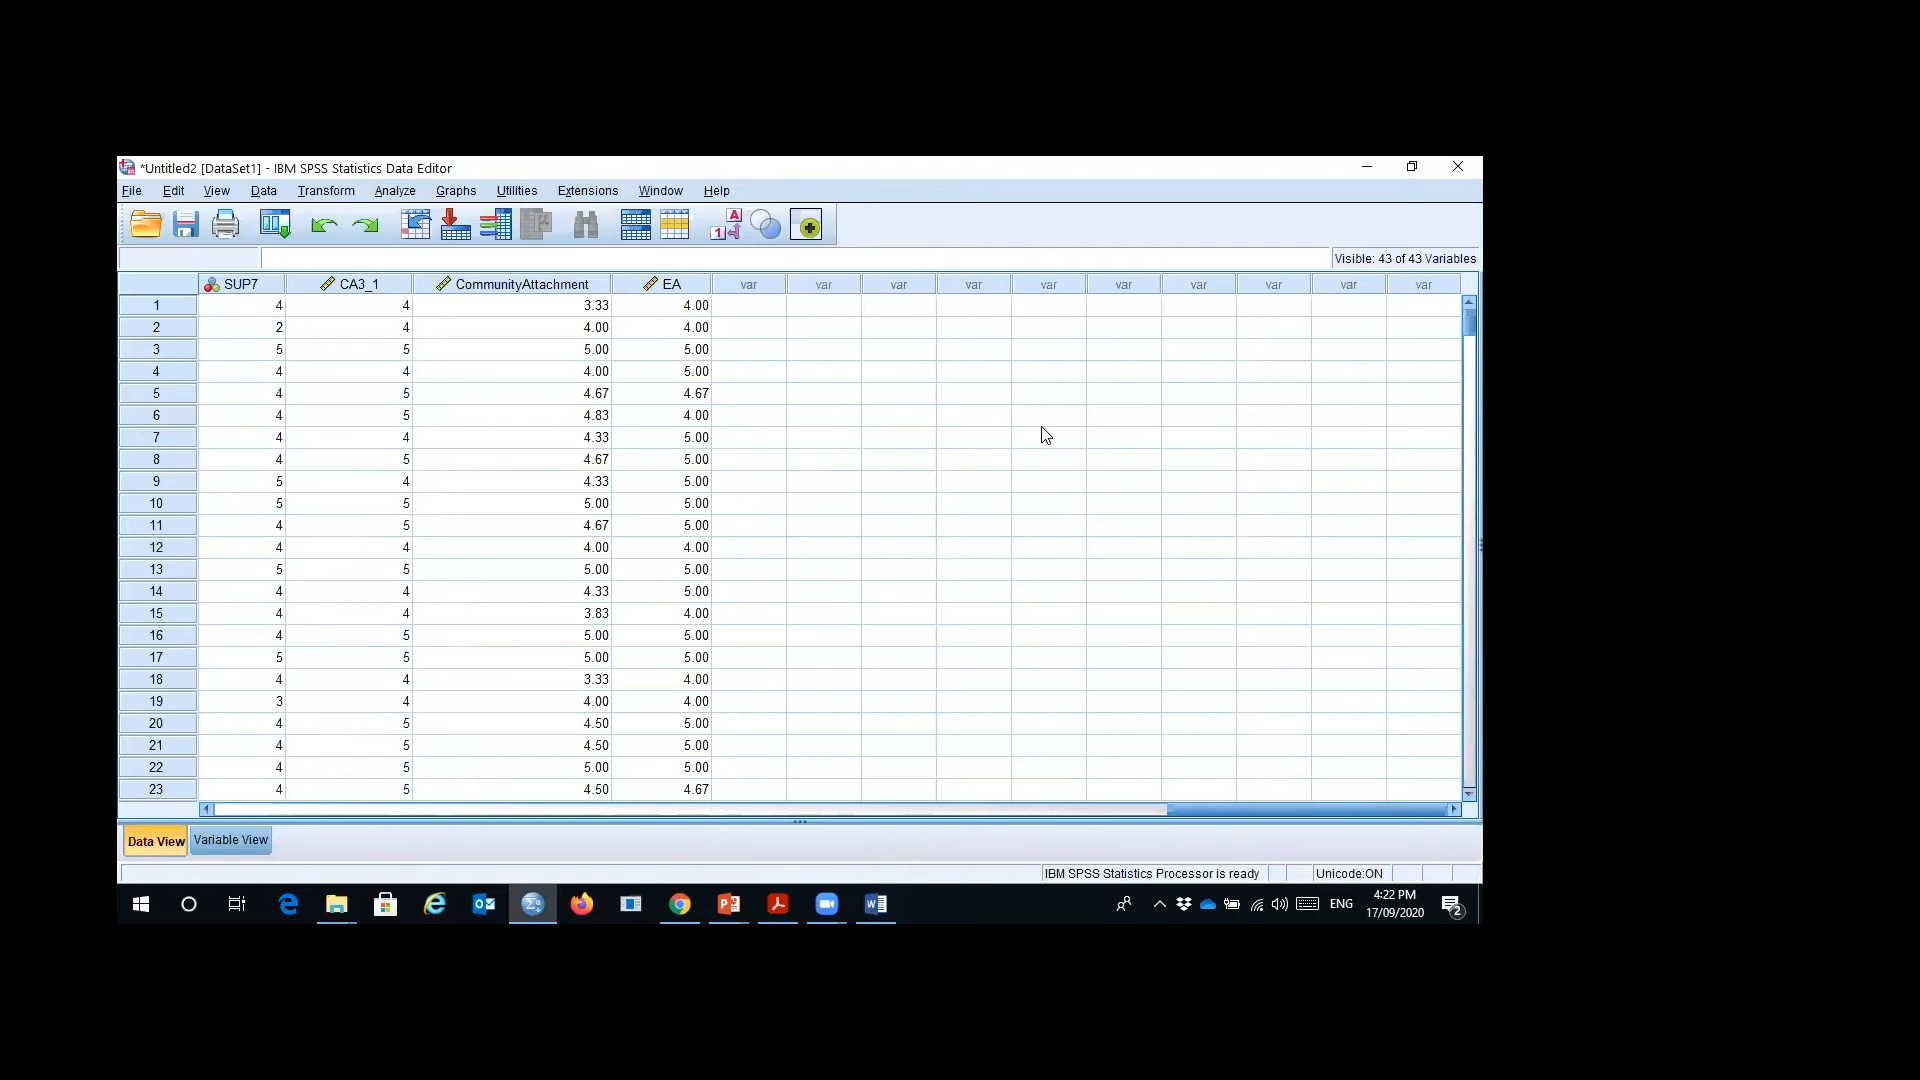 *Untitled2 [DataSet1] - IBM SPSS Statistics Data Editor
File Edit View Data Transform Analyze Graphs Utilities Extensions Window Help
A
1
Visible: 43 of 43 Variables
SUP7 CA3_1 CommunityAttachment EA var var var var var var var var var var
1 4 4 3.33 4.00
2 2 4 4.00 4.00
3 5 5 5.00 5.00
4 4 4 4.00 5.00
5 4 5 4.67 4.67
6 4 5 4.83 4.00
7 4 4 4.33 5.00
8 4 5 4.67 5.00
9 5 4 4.33 5.00
10 5 5 5.00 5.00
11 4 5 4.67 5.00
12 4 4 4.00 4.00
13 5 5 5.00 5.00
14 4 4 4.33 5.00
15 4 4 3.83 4.00
16 4 5 5.00 5.00
17 5 5 5.00 5.00
18 4 4 3.33 4.00
19 3 4 4.00 4.00
20 4 5 4.50 5.00
21 4 5 4.50 5.00
22 4 5 5.00 5.00
23 4 5 4.50 4.67
Data View Variable View
IBM SPSS Statistics Processor is ready Unicode:ON
ENG 4:22 PM
17/09/2020 2